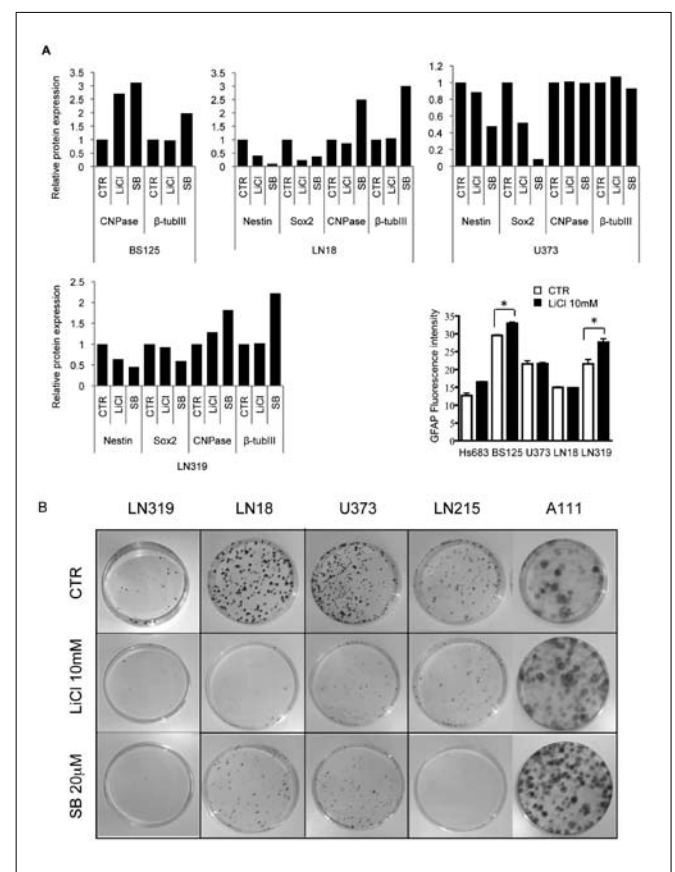 A
Relative protein expression
3.5
3
2.5
2
1.5
1
0.5
0
CTR
LiCl
SB
CTR
LiCl
SB
CNPase
β-tubIII
BS125
3.5
3
2.5
2
1.5
1
0.5
0
CTR
LiCl
SB
CTR
LiCl
SB
CTR
LiCl
SB
CTR
LiCl
SB
Nestin
Sox2
CNPase
β-tubIII
LN18
1.2
1
0.8
0.6
0.4
0.2
0
CTR
LiCl
SB
CTR
LiCl
SB
CTR
LiCl
SB
CTR
LiCl
SB
Nestin
Sox2
CNPase
β-tubIII
U373
Relative protein expression
2.5
2
1.5
1
0.5
0
CTR
LiCl
SB
CTR
LiCl
SB
CTR
LiCl
SB
CTR
LiCl
SB
Nestin
Sox2
CNPase
β-tubIII
LN319
CTR
LiCl 10mM
GFAP Fluorescence intensity
40
35
30
25
20
15
10
5
0
*
*
Hs683 BS125 U373 LN18 LN319
B
LN319 LN18 U373 LN215 A111
CTR
LiCl 10mM
SB 20μM